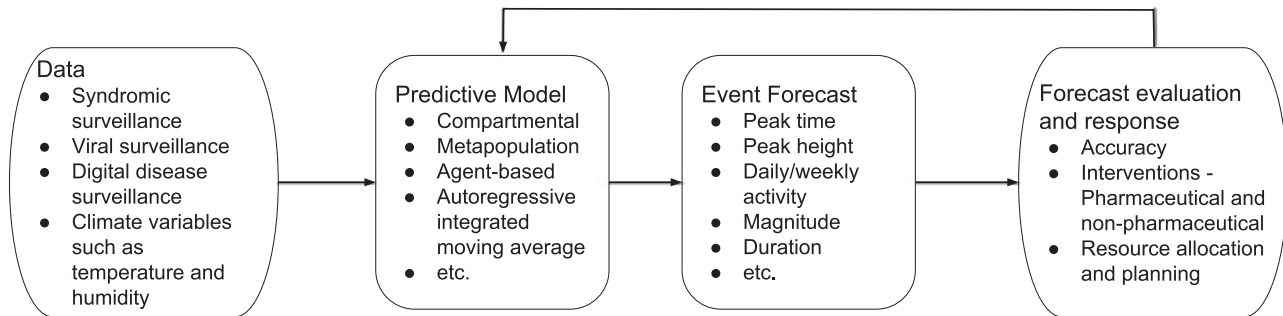 Data
● Syndromic
surveillance
● Viral surveillance
● Digital disease
surveillance
● Climate variables
such as
temperature and
humidity
Predictive Model
● Compartmental
● Metapopulation
● Agent-based
● Autoregressive
integrated
moving average
● etc.
Event Forecast
● Peak time
● Peak height
● Daily/weekly
activity
● Magnitude
● Duration
● etc.
Forecast evaluation
and response
● Accuracy
● Interventions -
Pharmaceutical and
non-pharmaceutical
● Resource allocation
and planning